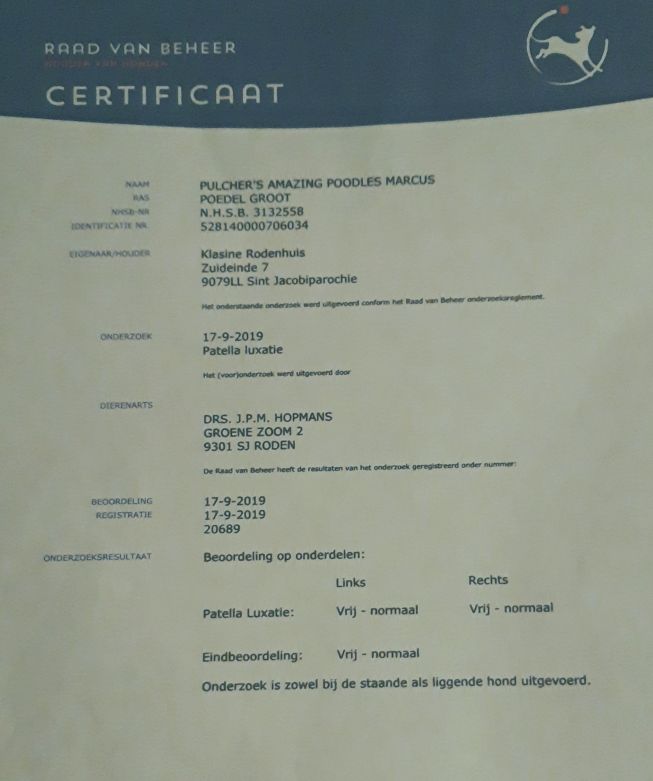 RAAD VAN BEHEER
HOUDEN VAN HONDEN
CERTIFICAAT
NAAM PULCHER'S AMAZING POODLES MARCUS
RAS POEDEL GROOT
NHSB-NR N.H.S.B. 3132558
IDENTIFICATIE NR. 528140000706034
EIGENAAR/HOUDER Klasine Rodenhuis
Zuideinde 7
9079LL Sint Jacobiparochie
Het onderstaande onderzoek werd uitgevoerd conform het Raad van Beheer onderzoeksreglement.
ONDERZOEK 17-9-2019
Patella luxatie
Het (voor)onderzoek werd uitgevoerd door
DIERENARTS
DRS. J.P.M. HOPMANS
GROENE ZOOM 2
9301 SJ RODEN
De Raad van Beheer heeft de resultaten van het onderzoek geregistreerd onder nummer:
BEOORDELING 17-9-2019
REGISTRATIE 17-9-2019
20689
ONDERZOEKSRESULTAAT Beoordeling op onderdelen:
Links Rechts
Patella Luxatie: Vrij - normaal Vrij - normaal
Eindbeoordeling: Vrij - normaal
Onderzoek is zowel bij de staande als liggende hond uitgevoerd.